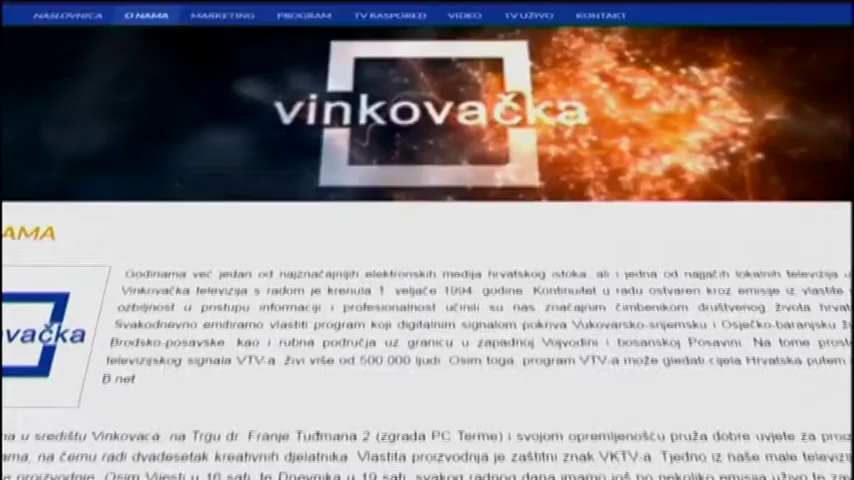 NASLOVNICA O NAMA MARKETING PROGRAM TV RASPORED VIDEO TV UŽIVO KONTAKT
vinkovačka
AMA
Godinama već jedan od najznačajnijih elektronskih medija hrvatskog istoka, ali i jedna od najjačih lokalnih televizija u
Vinkovačka televizija s radom je krenula 1. veljače 1994. godine. Kontinuitet u radu ostvaren kroz emisije iz vlastite
ozbiljnost u pristupu informaciji i profesionalnost učinili su nas značajnim čimbenikom društvenog života
Svakodnevno emitiramo vlastiti program koji digitalnim signalom pokriva Vukovarsko-srijemsku i Osječko-baranjsku
Brodsko-posavske, kao i rubna područja uz granicu u zapadnoj Vojvodini i bosanskoj Posavini. Na tome
televizijskog signala VTV-a živi više od 500.000 ljudi. Osim toga, program VTV-a može gledati cijela Hrvatska putem
B.net
vačka
na u središtu Vinkovaca, na Trgu dr. Franje Tuđmana 2 (zgrada PC Terme) i svojom opremljenošću pruža dobre uvjete za
ama, na čemu radi dvadesetak kreativnih djelatnika. Vlastita proizvodnja je zaštitni znak VKTV-a. Tjedno iz naše male
proizvodnje. Osim Vijesti u 16 sati, te Dnevnika u 19 sati, svakog radnog dana imamo još po nekoliko emisija uživo te